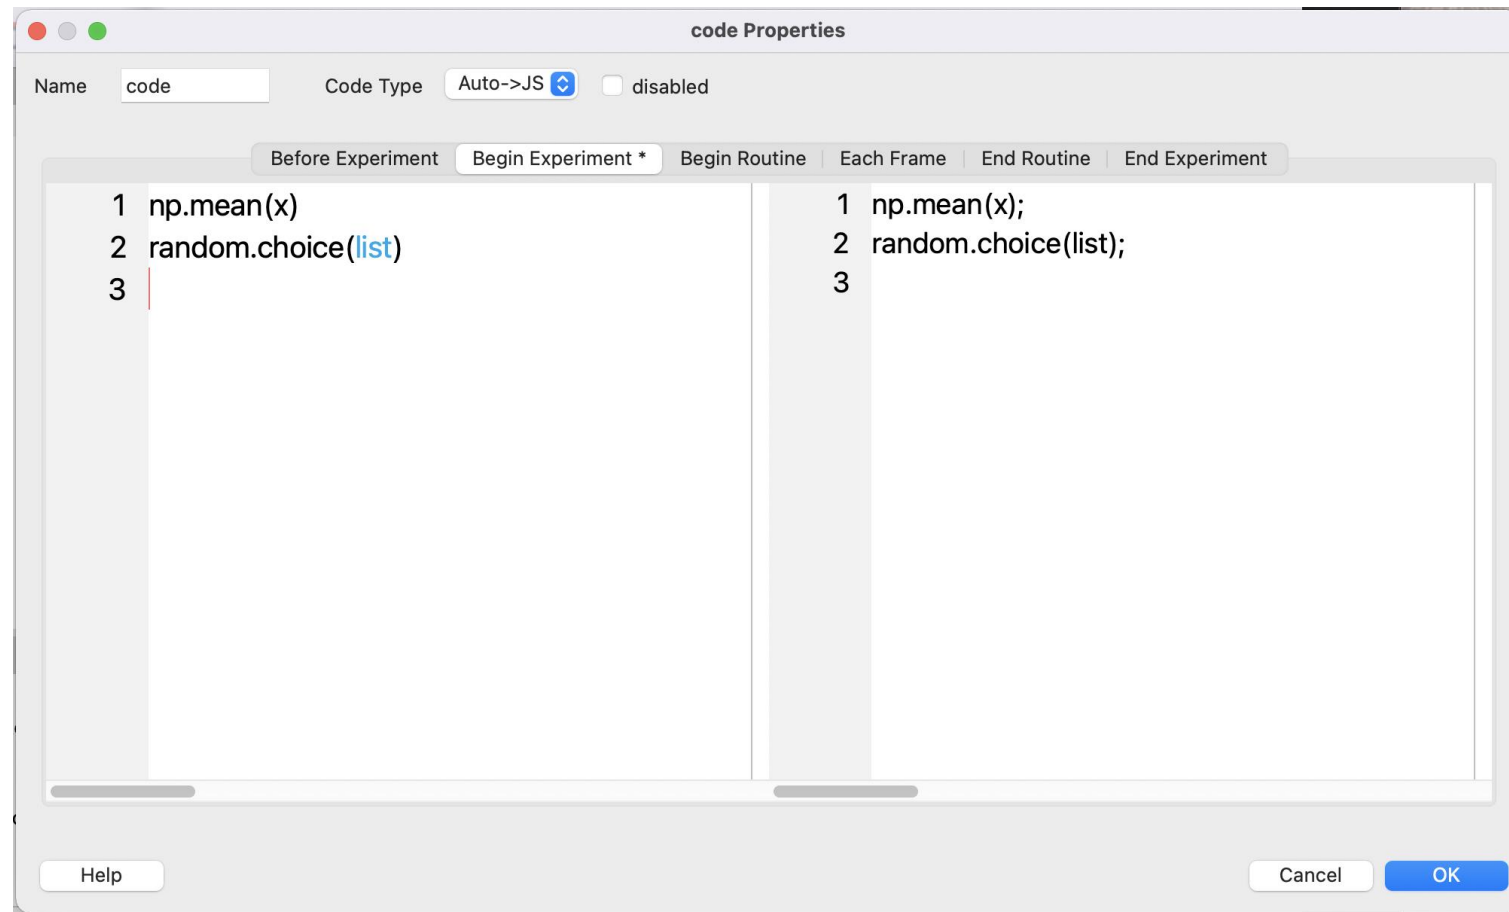 code Properties
Name code Code Type Auto->JS disabled
Before Experiment Begin Experiment * Begin Routine Each Frame End Routine End Experiment
1 np.mean(x)
2 random.choice(list)
3
1 np.mean(x);
2 random.choice(list);
3
Help Cancel OK